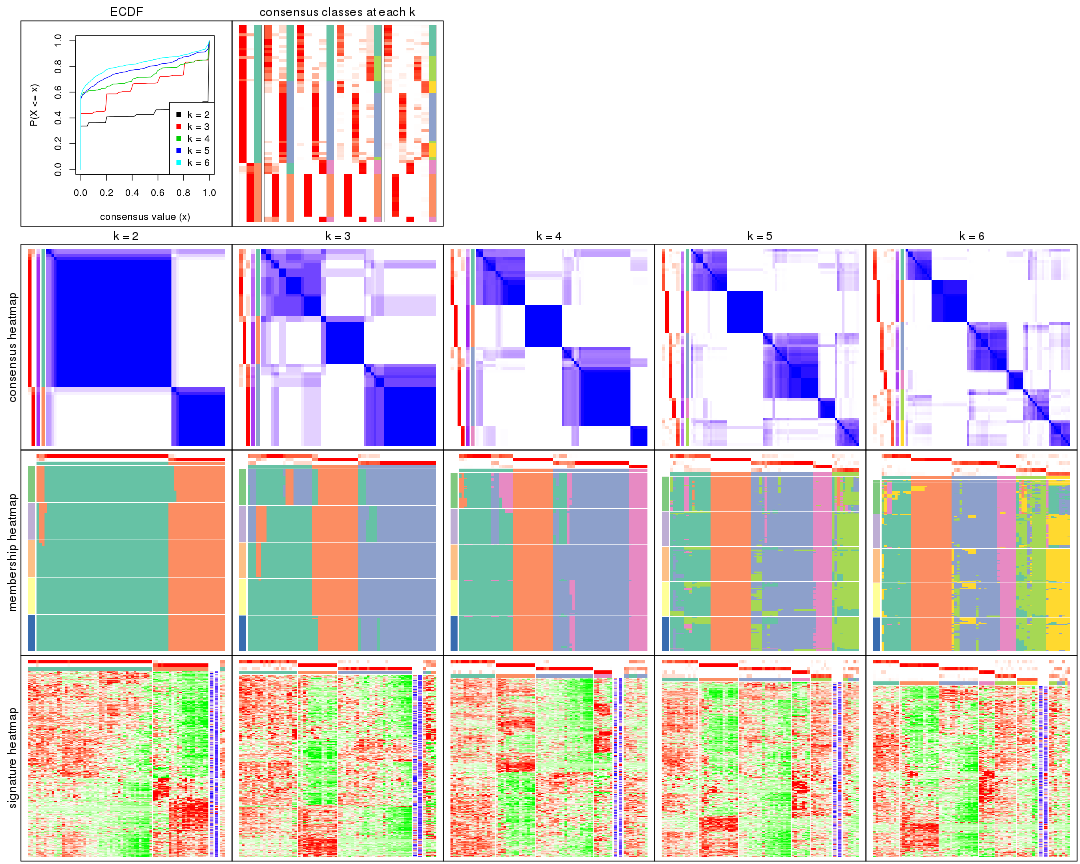 ECDF
consensus classes at each k
P(X <= x)
0.0 0.2 0.4 0.6 0.8 1.0
k = 2
k = 3
k = 4
k = 5
k = 6
0.0 0.2 0.4 0.6 0.8 1.0
consensus value (x)
k = 2
k = 3
k = 4
k = 5
k = 6
consensus heatmap
membership heatmap
signature heatmap